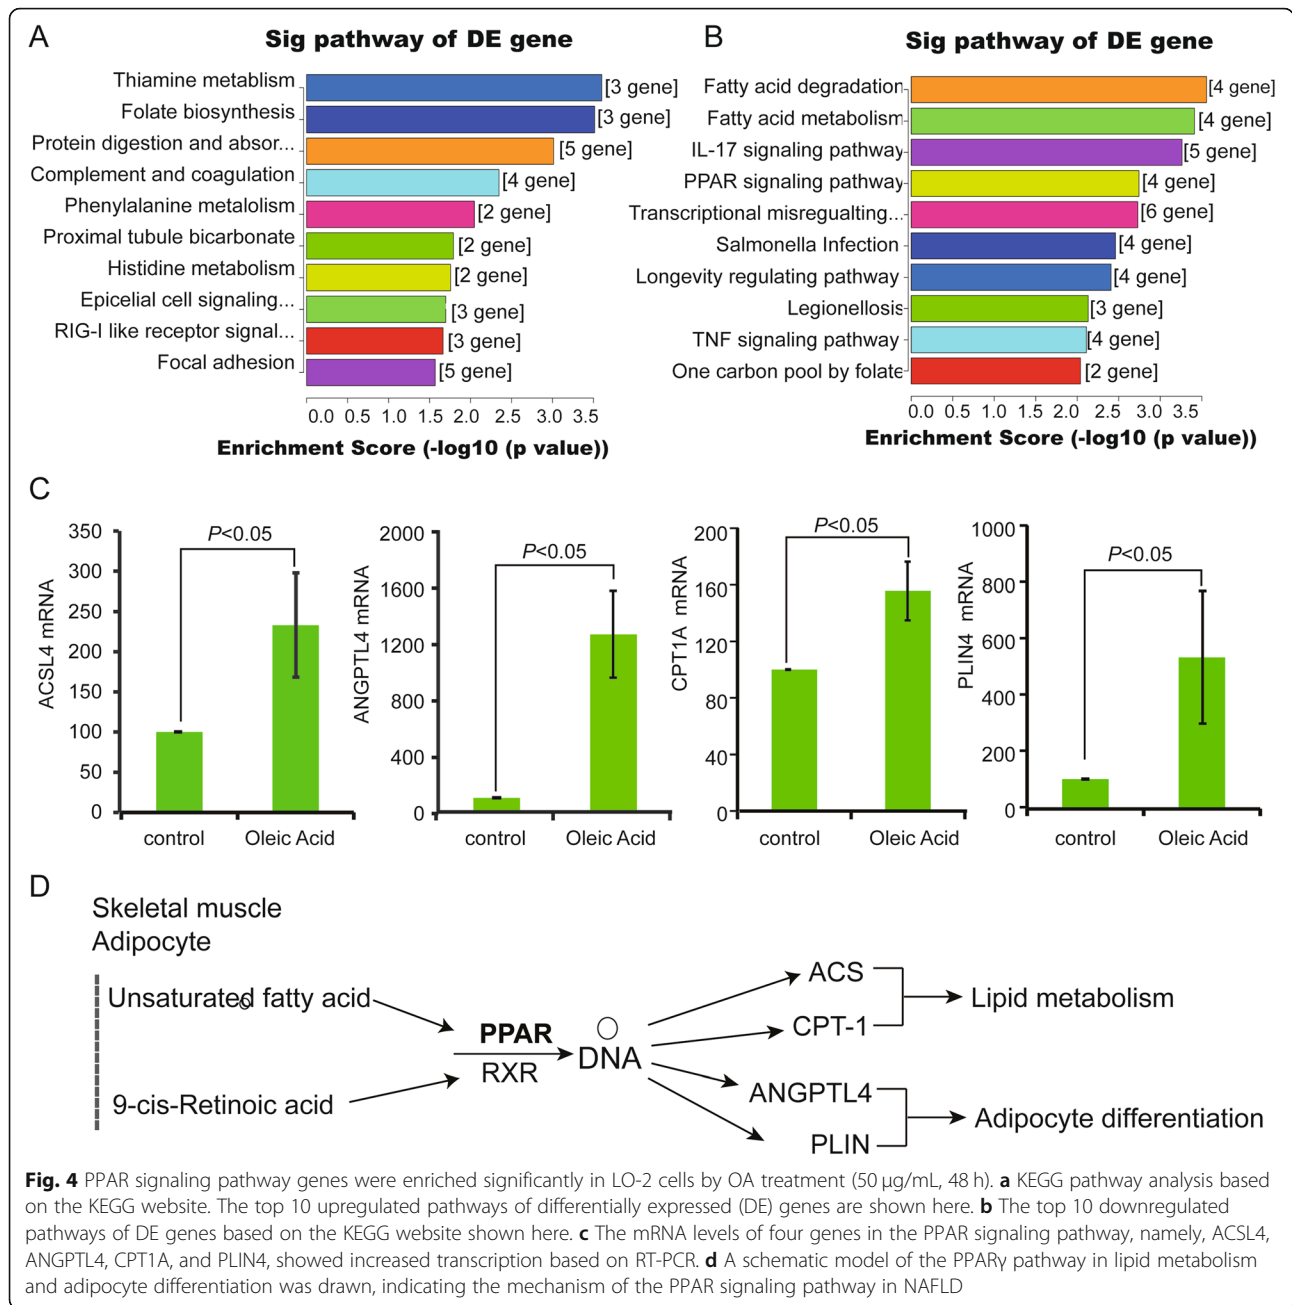 A
Sig pathway of DE gene
Thiamine metablism
[3 gene]
Folate biosynthesis
[3 gene]
Protein digestion and absor...
[5 gene]
Complement and coagulation
[4 gene]
Phenylalanine metalolism
[2 gene]
Proximal tubule bicarbonate
[2 gene]
Histidine metabolism
[2 gene]
Epicelial cell signaling...
[3 gene]
RIG-I like receptor signal...
[3 gene]
Focal adhesion
[5 gene]
0.0 0.5 1.0 1.5 2.0 2.5 3.0 3.5
Enrichment Score (-log10 (p value))
B
Sig pathway of DE gene
Fatty acid degradation
[4 gene]
Fatty acid metabolism
[4 gene]
IL-17 signaling pathway
[5 gene]
PPAR signaling pathway
[4 gene]
Transcriptional misregualting...
[6 gene]
Salmonella Infection
[4 gene]
Longevity regulating pathway
[4 gene]
Legionellosis
[3 gene]
TNF signaling pathway
[4 gene]
One carbon pool by folate
[2 gene]
0.0 0.5 1.0 1.5 2.0 2.5 3.0 3.5
Enrichment Score (-log10 (p value))
C
ACSL4 mRNA
350
300
250
200
150
100
50
0
P<0.05
control Oleic Acid
ANGPTL4 mRNA
2000
1600
1200
800
400
0
P<0.05
control Oleic Acid
CPT1A mRNA
200
160
120
80
40
0
P<0.05
control Oleic Acid
PLIN4 mRNA
1000
800
600
400
200
0
P<0.05
control Oleic Acid
D
Skeletal muscle
Adipocyte
Unsaturated fatty acid
9-cis-Retinoic acid
PPAR
RXR
DNA
ACS
CPT-1
Lipid metabolism
ANGPTL4
PLIN
Adipocyte differentiation
Fig. 4 PPAR signaling pathway genes were enriched significantly in LO-2 cells by OA treatment (50 μg/mL, 48 h). a KEGG pathway analysis based
on the KEGG website. The top 10 upregulated pathways of differentially expressed (DE) genes are shown here. b The top 10 downregulated
pathways of DE genes based on the KEGG website shown here. c The mRNA levels of four genes in the PPAR signaling pathway, namely, ACSL4,
ANGPTL4, CPT1A, and PLIN4, showed increased transcription based on RT-PCR. d A schematic model of the PPARγ pathway in lipid metabolism
and adipocyte differentiation was drawn, indicating the mechanism of the PPAR signaling pathway in NAFLD